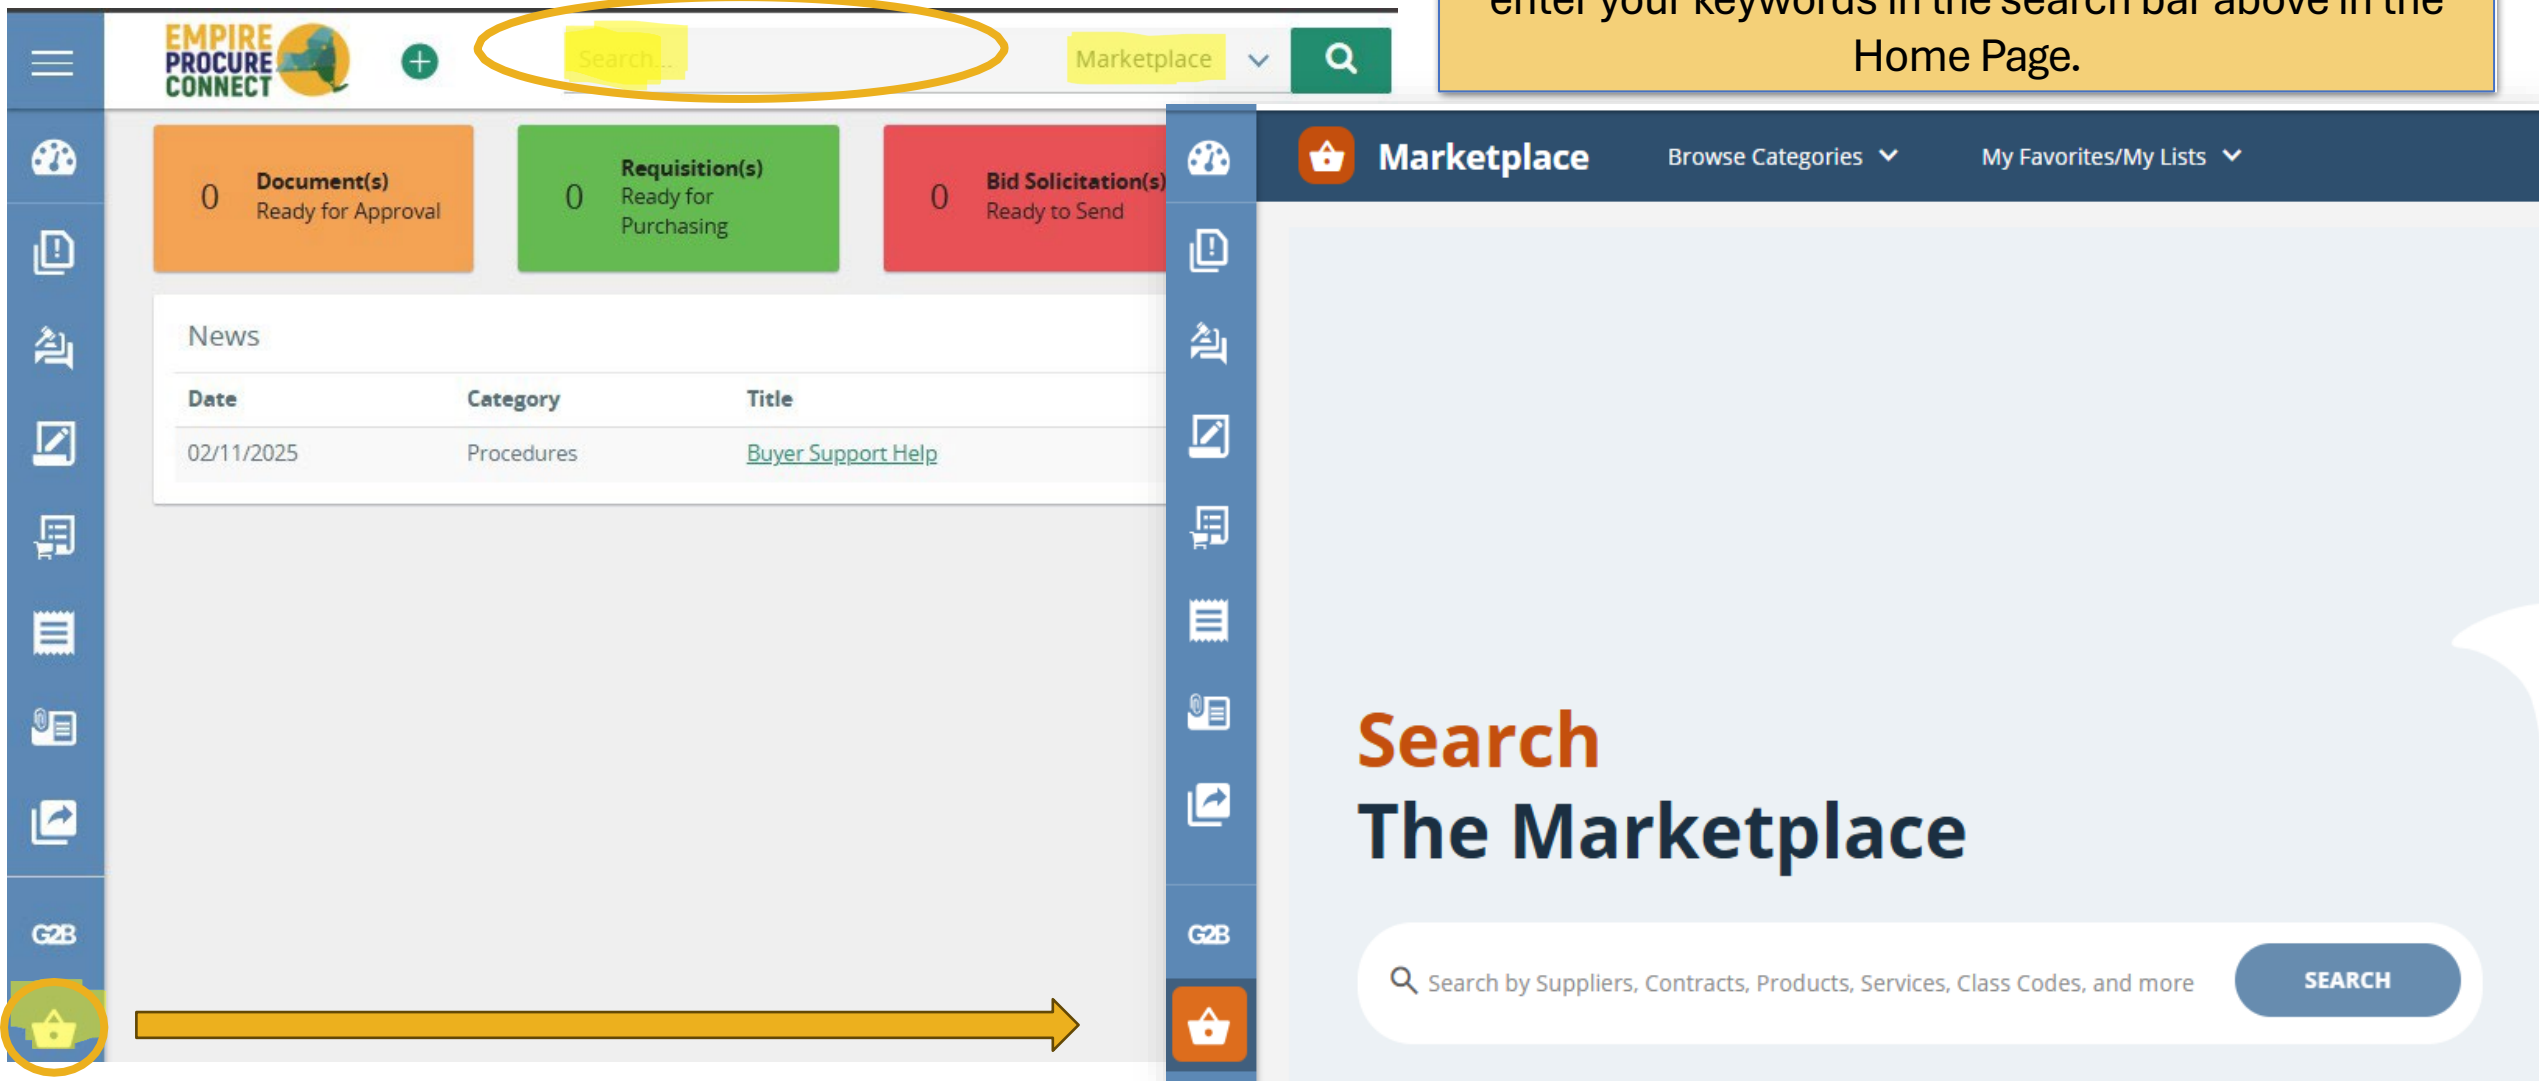 enter your keywords in the search bar above in the
Home Page.
EMPIRE
PROCURE
CONNECT
Search...
Marketplace
0
Document(s)
Ready for Approval
0
Requisition(s)
Ready for
Purchasing
0
Bid Solicitation(s)
Ready to Send
News
Date Category Title
02/11/2025 Procedures Buyer Support Help
G2B
Marketplace Browse Categories My Favorites/My Lists
Search
The Marketplace
Search by Suppliers, Contracts, Products, Services, Class Codes, and more
SEARCH
G2B